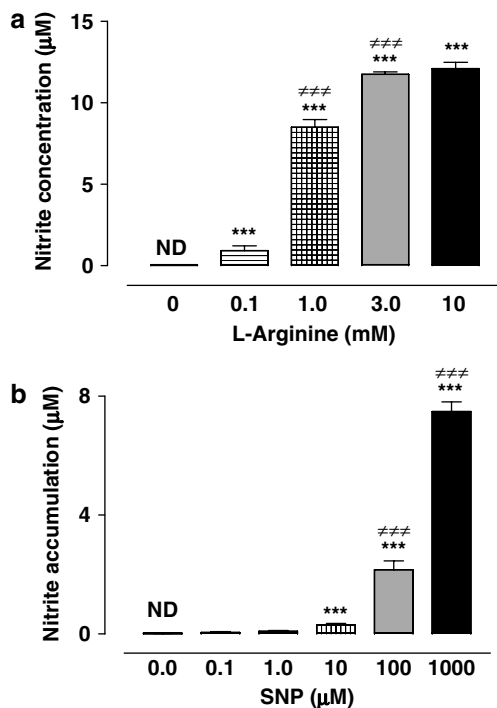 a
Nitrite concentration (μM)
15
10
5
0
≠≠≠
***
***
≠≠≠
***
***
ND
0 0.1 1.0 3.0 10
L-Arginine (mM)
b
Nitrite accumulation (μM)
8
4
0
≠≠≠
***
≠≠≠
***
***
ND
0.0 0.1 1.0 10 100 1000
SNP (μM)